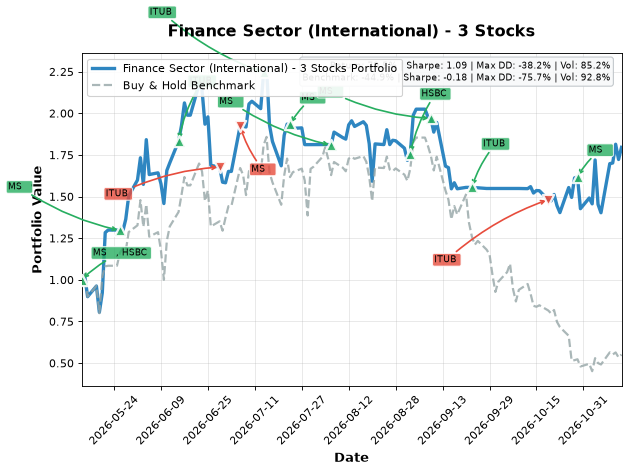 ITUB
Finance Sector (International) - 3 Stocks
Finance Sector (International) - 3 Stocks Portfolio
Buy & Hold Benchmark
Sharpe: 1.09 | Max DD: -38.2% | Vol: 85.2%
Sharpe: -0.18 | Max DD: -75.7% | Vol: 92.8%
MS
MS
HSBC
ITUB
MS
MS
ITUB
MS
MS , HSBC
ITUB
Portfolio Value
2.25
2.00
1.75
1.50
1.25
1.00
0.75
0.50
2026-05-24
2026-06-09
2026-06-25
2026-07-11
2026-07-27
2026-08-12
2026-08-28
2026-09-13
2026-09-29
2026-10-15
2026-10-31
Date